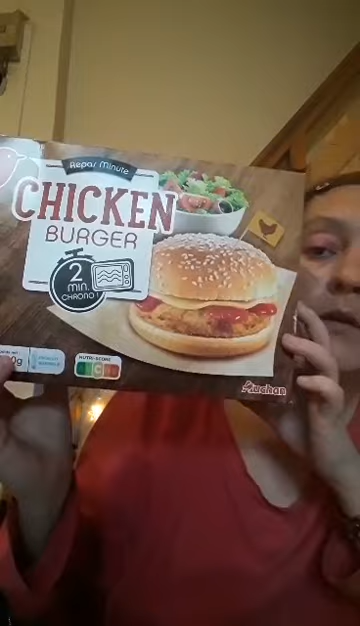 Repas Minute
CHICKEN
BURGER
2
min.
CHRONO
NUTRI-SCORE
C
Auchan